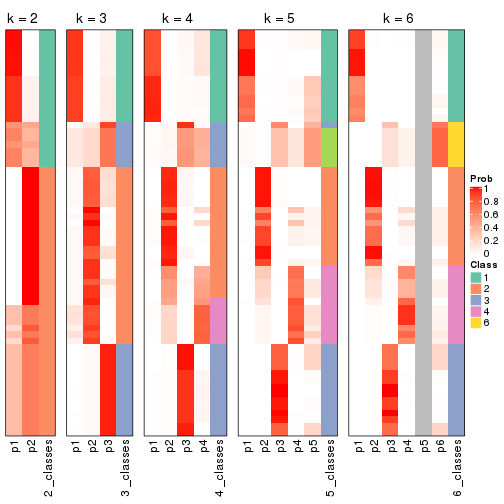 k = 2 k = 3 k = 4 k = 5 k = 6
Prob
1
0.8
0.6
0.4
0.2
0
Class
1
2
3
4
6
p1 p2 2_classes p1 p2 p3 3_classes p1 p2 p3 p4 4_classes p1 p2 p3 p4 p5 5_classes p1 p2 p3 p4 p5 p6 6_classes